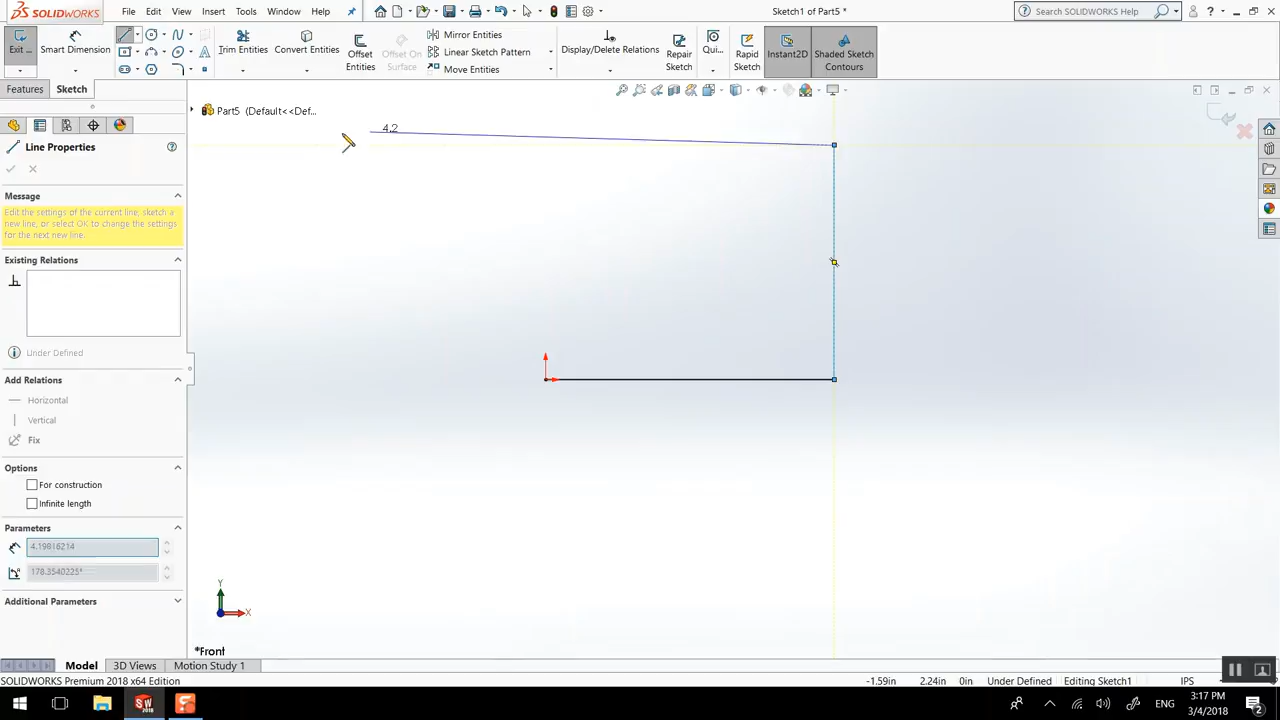 SOLIDWORKS File Edit View Insert Tools Window Help Sketch1 of Part5 * Search SOLIDWORKS Help
Exit ... Smart Dimension Trim Entities Convert Entities Offset Entities Offset On Surface Mirror Entities Linear Sketch Pattern Move Entities Display/Delete Relations Repair Sketch Qui... Rapid Sketch Instant2D Shaded Sketch Contours
Features Sketch
Part5 (Default<<Def...
4.2
Line Properties
Message
Edit the settings of the current line, sketch a
new line, or select OK to change the settings
for the next new line.
Existing Relations
Under Defined
Add Relations
Horizontal
Vertical
Fix
Options
For construction
Infinite length
Parameters
4.19816214
178.3540225°
Additional Parameters
Y
X
*Front
Model 3D Views Motion Study 1
SOLIDWORKS Premium 2018 x64 Edition -1.59in 2.24in 0in Under Defined Editing Sketch1 IPS
SW 2018 ENG 3:17 PM
3/4/2018 2